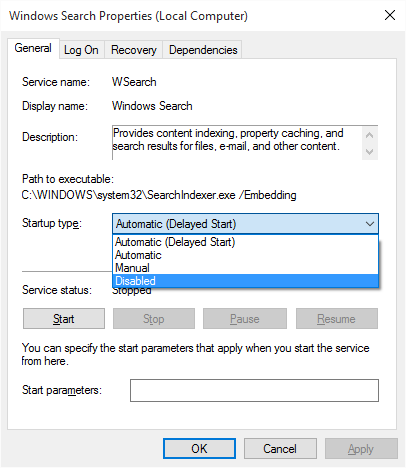 Windows Search Properties (Local Computer)
General Log On Recovery Dependencies
Service name: WSearch
Display name: Windows Search
Description: Provides content indexing, property caching, and
search results for files, e-mail, and other content.
Path to executable:
C:\WINDOWS\system32\SearchIndexer.exe /Embedding
Startup type: Automatic (Delayed Start)
Automatic (Delayed Start)
Automatic
Manual
Disabled
Service status: Stopped
Start Stop Pause Resume
You can specify the start parameters that apply when you start the service
from here.
Start parameters:
OK Cancel Apply